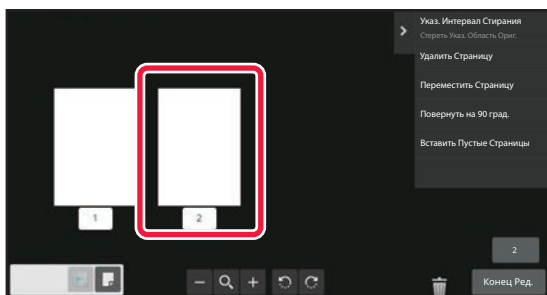 Указ. Интервал Стирания
Стереть Указ. Область Ориг.
Удалить Страницу
Переместить Страницу
Повернуть на 90 град.
Вставить Пустые Страницы
1
2
2
Конец Ред.